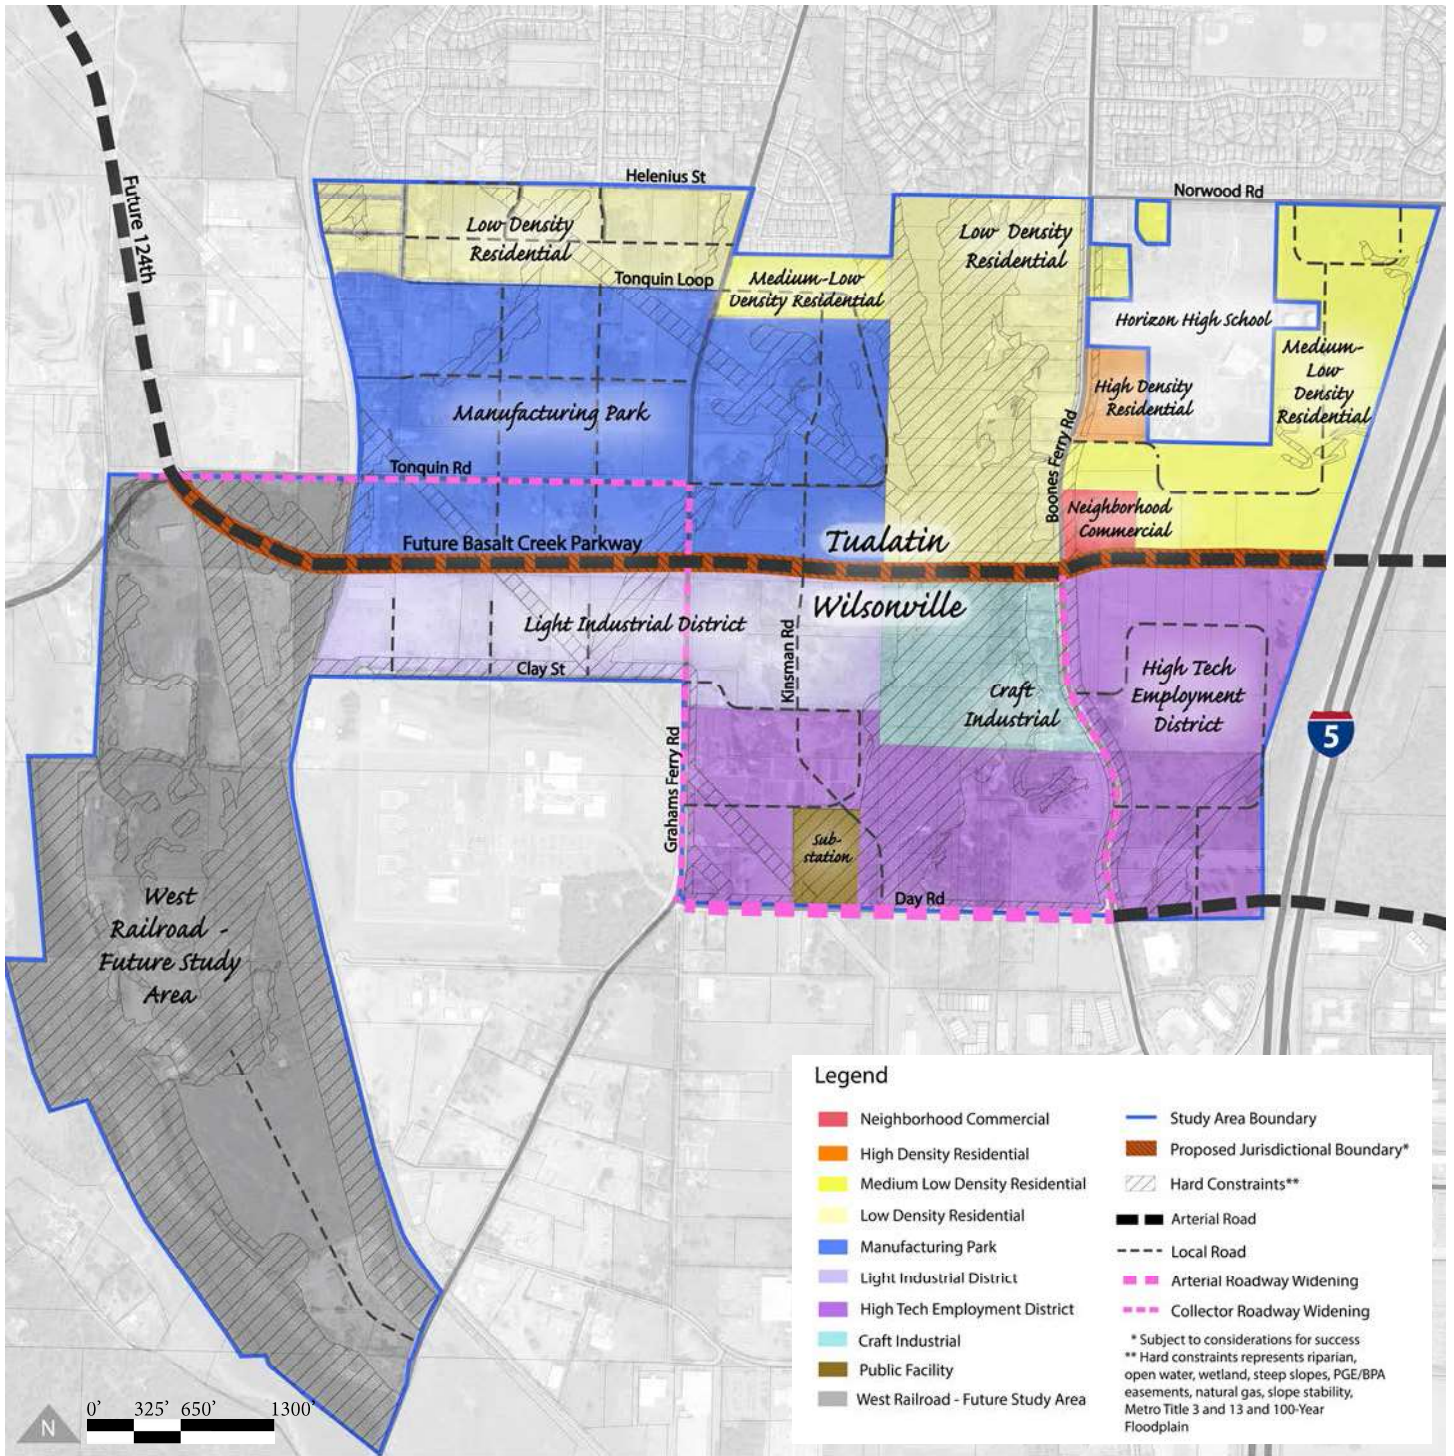 Helenius St
Norwood Rd
Future 124th
Low Density
Residential
Low Density
Residential
Tonquin Loop
Medium-Low
Density Residential
Horizon High School
Medium-
Low
Density
Residential
High Density
Residential
Manufacturing Park
Boones Ferry Rd
Tonquin Rd
Neighborhood
Commercial
Future Basalt Creek Parkway
Tualatin
Wilsonville
Light Industrial District
Kinsman Rd
Clay St
High Tech
Employment
District
Craft
Industrial
5
Grahams Ferry Rd
Sub-
station
Day Rd
West
Railroad -
Future Study
Area
Legend
Neighborhood Commercial
High Density Residential
Medium Low Density Residential
Low Density Residential
Manufacturing Park
Light Industrial District
High Tech Employment District
Craft Industrial
Public Facility
West Railroad - Future Study Area
Study Area Boundary
Proposed Jurisdictional Boundary*
Hard Constraints**
Arterial Road
Local Road
Arterial Roadway Widening
Collector Roadway Widening
* Subject to considerations for success
** Hard constraints represents riparian,
open water, wetland, steep slopes, PGE/BPA
easements, natural gas, slope stability,
Metro Title 3 and 13 and 100-Year
Floodplain
N
0' 325' 650' 1300'